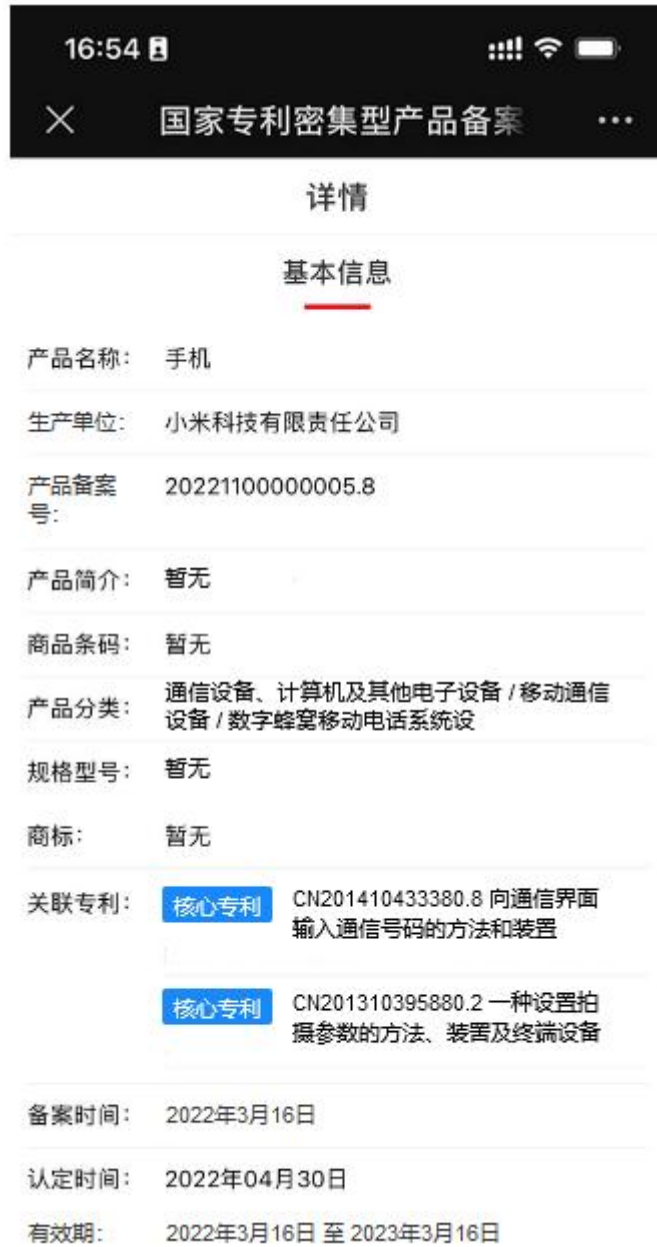 16:54
国家专利密集型产品备案
详情
基本信息
产品名称： 手机
生产单位： 小米科技有限责任公司
产品备案 20221100000005.8
号：
产品简介： 暂无
商品条码： 暂无
通信设备、计算机及其他电子设备 / 移动通信
产品分类： 设备 / 数字蜂窝移动电话系统设
规格型号： 暂无
商标： 暂无
关联专利： 核心专利 CN201410433380.8 向通信界面
输入通信号码的方法和装置
核心专利 CN201310395880.2 一种设置拍
摄参数的方法、装置及终端设备
备案时间： 2022年3月16日
认定时间： 2022年04月30日
有效期： 2022年3月16日 至 2023年3月16日